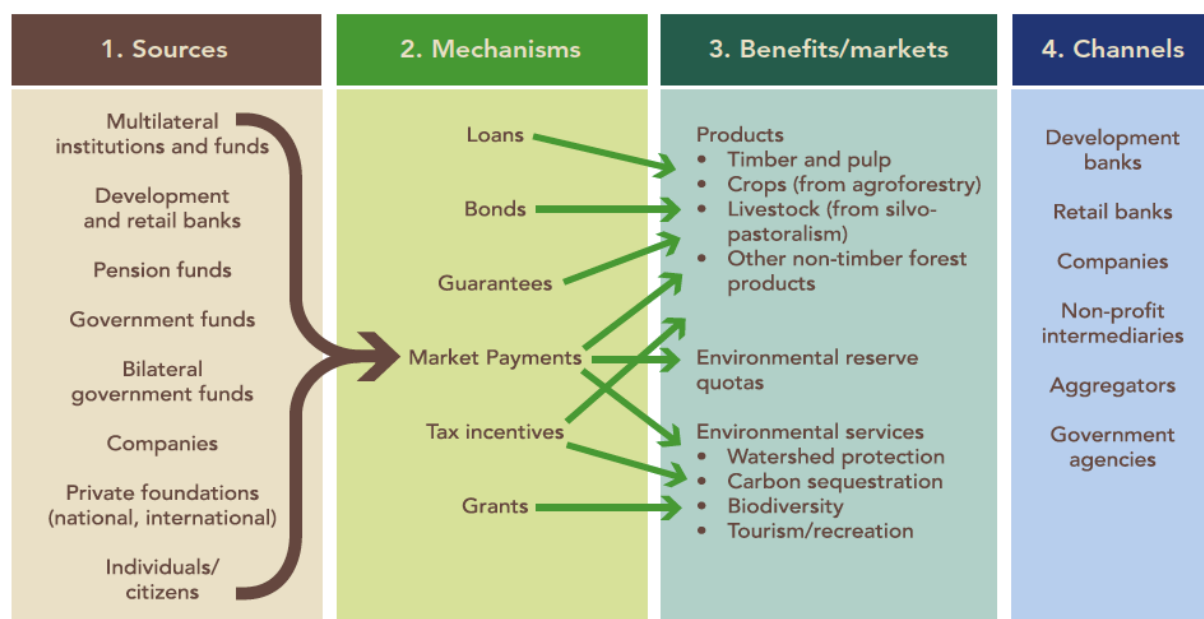 1. Sources
Multilateral
institutions and funds
Development
and retail banks
Pension funds
Government funds
Bilateral
government funds
Companies
Private foundations
(national, international)
Individuals/
citizens
2. Mechanisms
Loans
Bonds
Guarantees
Market Payments
Tax incentives
Grants
3. Benefits/markets
Products
• Timber and pulp
• Crops (from agroforestry)
• Livestock (from silvo-
pastoralism)
• Other non-timber forest
products
Environmental reserve
quotas
Environmental services
• Watershed protection
• Carbon sequestration
• Biodiversity
• Tourism/recreation
4. Channels
Development
banks
Retail banks
Companies
Non-profit
intermediaries
Aggregators
Government
agencies